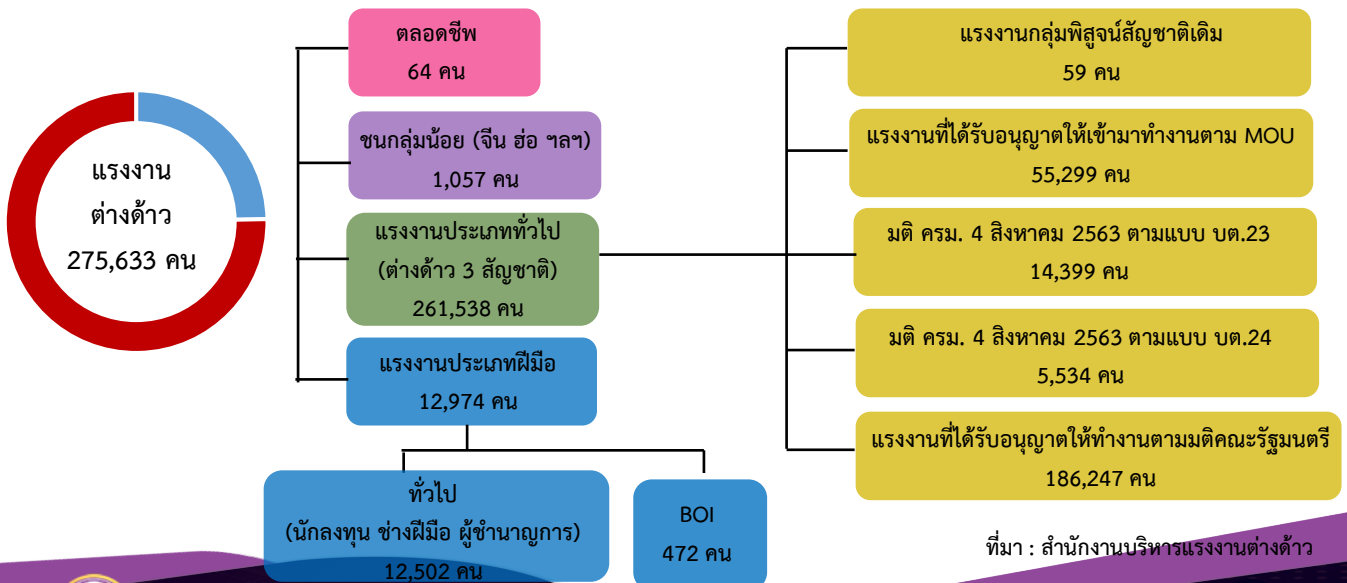 แรงงาน
ต่างด้าว
275,633 คน
ตลอดชีพ
64 คน
ชนกลุ่มน้อย (จีน ฮ่อ ฯลฯ)
1,057 คน
แรงงานประเภททั่วไป
(ต่างด้าว 3 สัญชาติ)
261,538 คน
แรงงานประเภทฝีมือ
12,974 คน
ทั่วไป
(นักลงทุน ช่างฝีมือ ผู้ชำนาญการ)
12,502 คน
BOI
472 คน
แรงงานกลุ่มพิสูจน์สัญชาติเดิม
59 คน
แรงงานที่ได้รับอนุญาตให้เข้ามาทำงานตาม MOU
55,299 คน
มติ ครม. 4 สิงหาคม 2563 ตามแบบ บต.23
14,399 คน
มติ ครม. 4 สิงหาคม 2563 ตามแบบ บต.24
5,534 คน
แรงงานที่ได้รับอนุญาตให้ทำงานตามมติคณะรัฐมนตรี
186,247 คน
ที่มา : สำนักงานบริหารแรงงานต่างด้าว